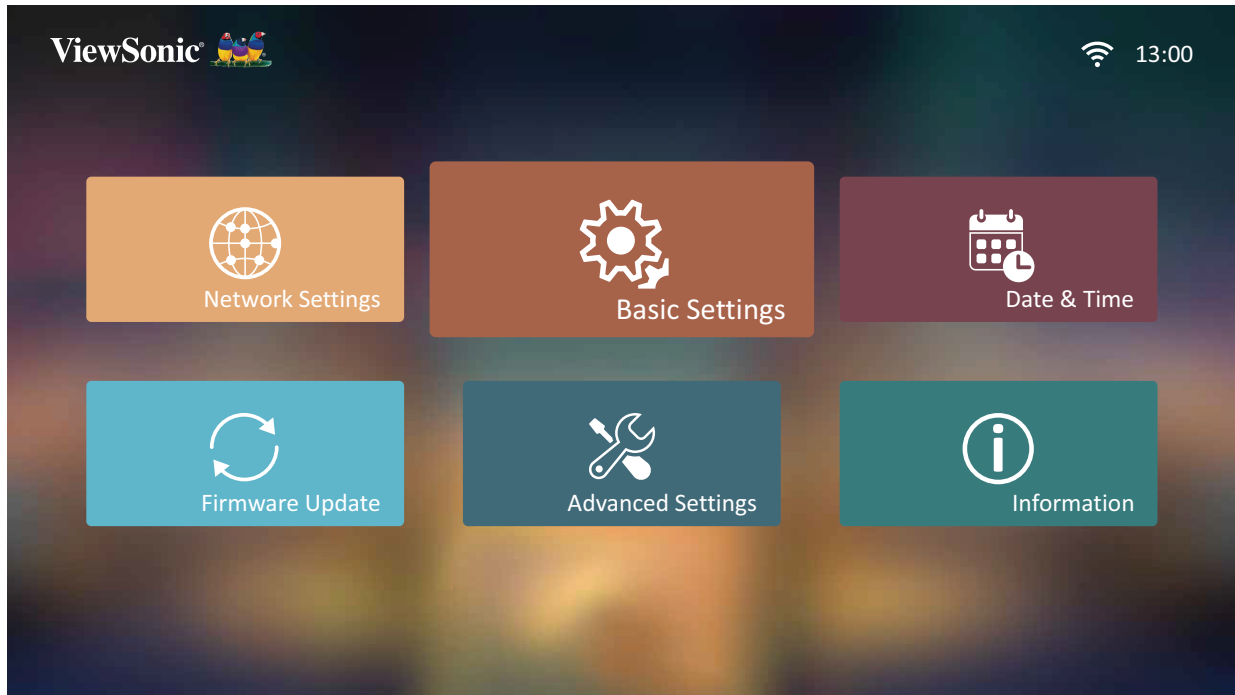 ViewSonic®
13:00
Network Settings
Basic Settings
Date & Time
Firmware Update
Advanced Settings
Information